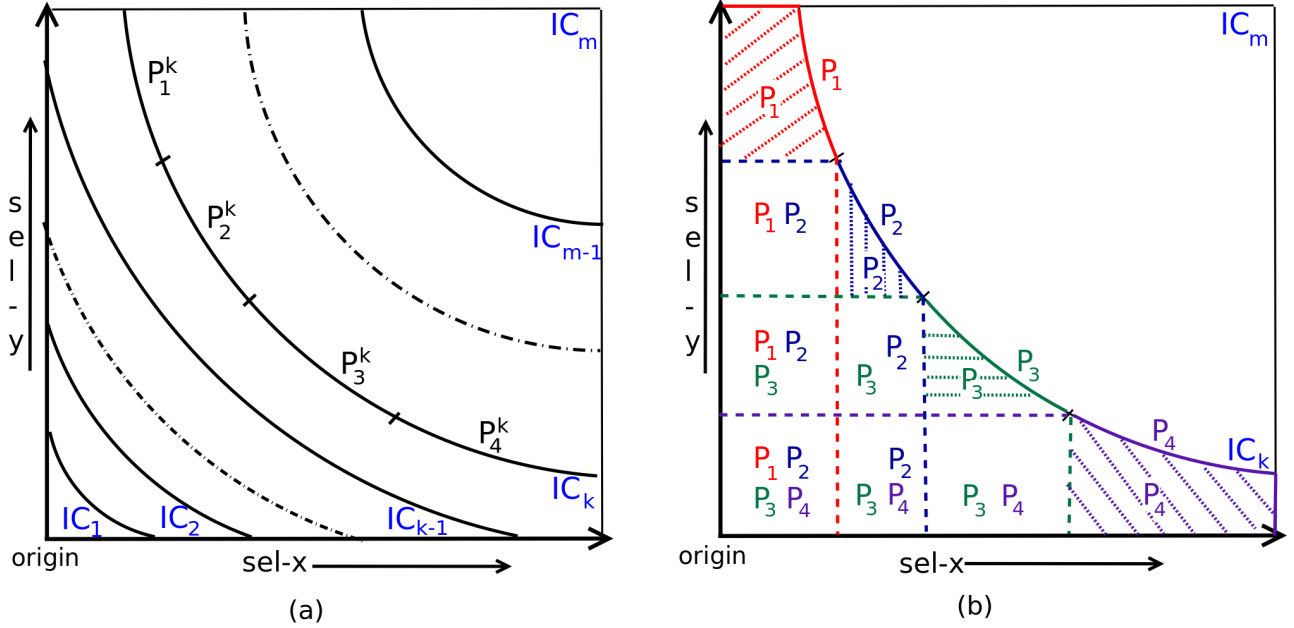 IC_m
P_1^k
P_2^k
IC_{m-1}
P_3^k
P_4^k
IC_k
IC_1 IC_2 IC_{k-1}
sel-y
origin
sel-x
(a)
IC_m
P_1
P_1
P_1 P_2
P_2
P_2
P_1 P_2
P_3
P_2
P_3
P_3
P_3
P_4
IC_k
P_1 P_2
P_3 P_4
P_2
P_3 P_4
P_3 P_4
P_4
sel-y
origin
sel-x
(b)